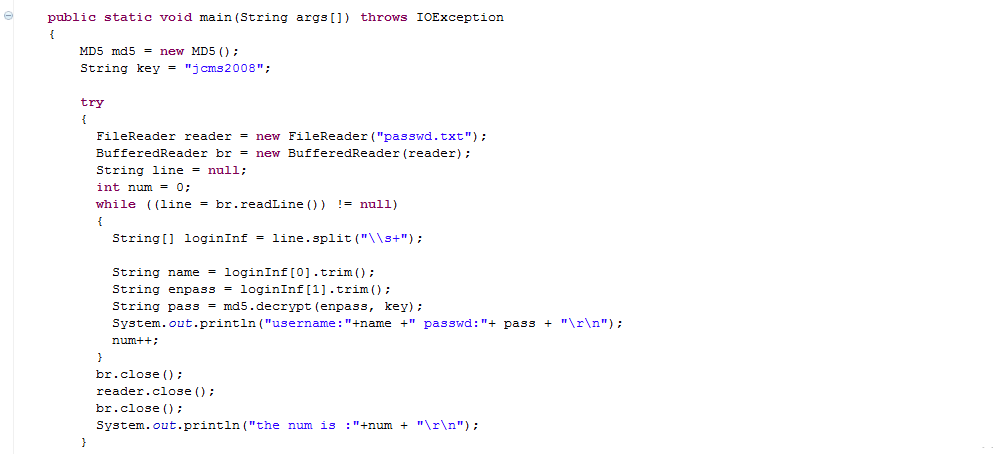 public static void main(String args[]) throws IOException
{
MD5 md5 = new MD5();
String key = "jcms2008";
try
{
FileReader reader = new FileReader("passwd.txt");
BufferedReader br = new BufferedReader(reader);
String line = null;
int num = 0;
while ((line = br.readLine()) != null)
{
String[] loginInf = line.split("\\s+");
String name = loginInf[0].trim();
String enpass = loginInf[1].trim();
String pass = md5.decrypt(enpass, key);
System.out.println("username:"+name +" passwd:"+ pass + "\r\n");
num++;
}
br.close();
reader.close();
br.close();
System.out.println("the num is :"+num + "\r\n");
}